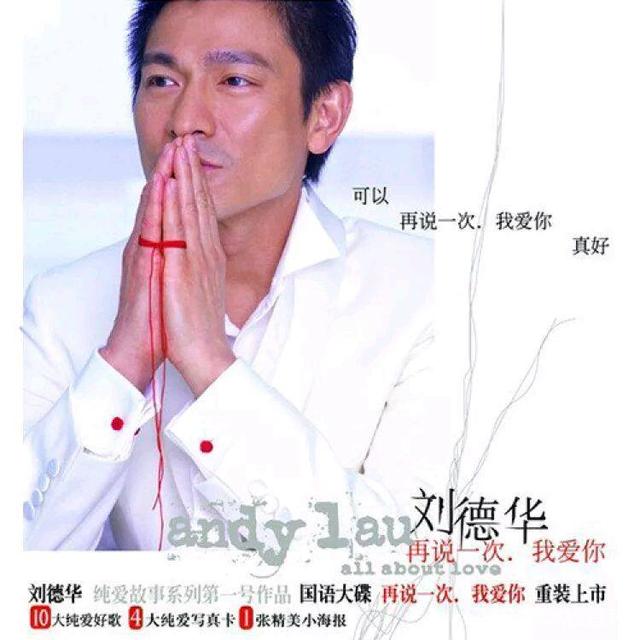 可以
再说一次．我爱你
真好
andy lau
刘德华
再说一次．我爱你
all about love
刘德华 纯爱故事系列第一号作品 国语大碟 再说一次．我爱你 重装上市
10大纯爱好歌 4大纯爱写真卡 1张精美小海报